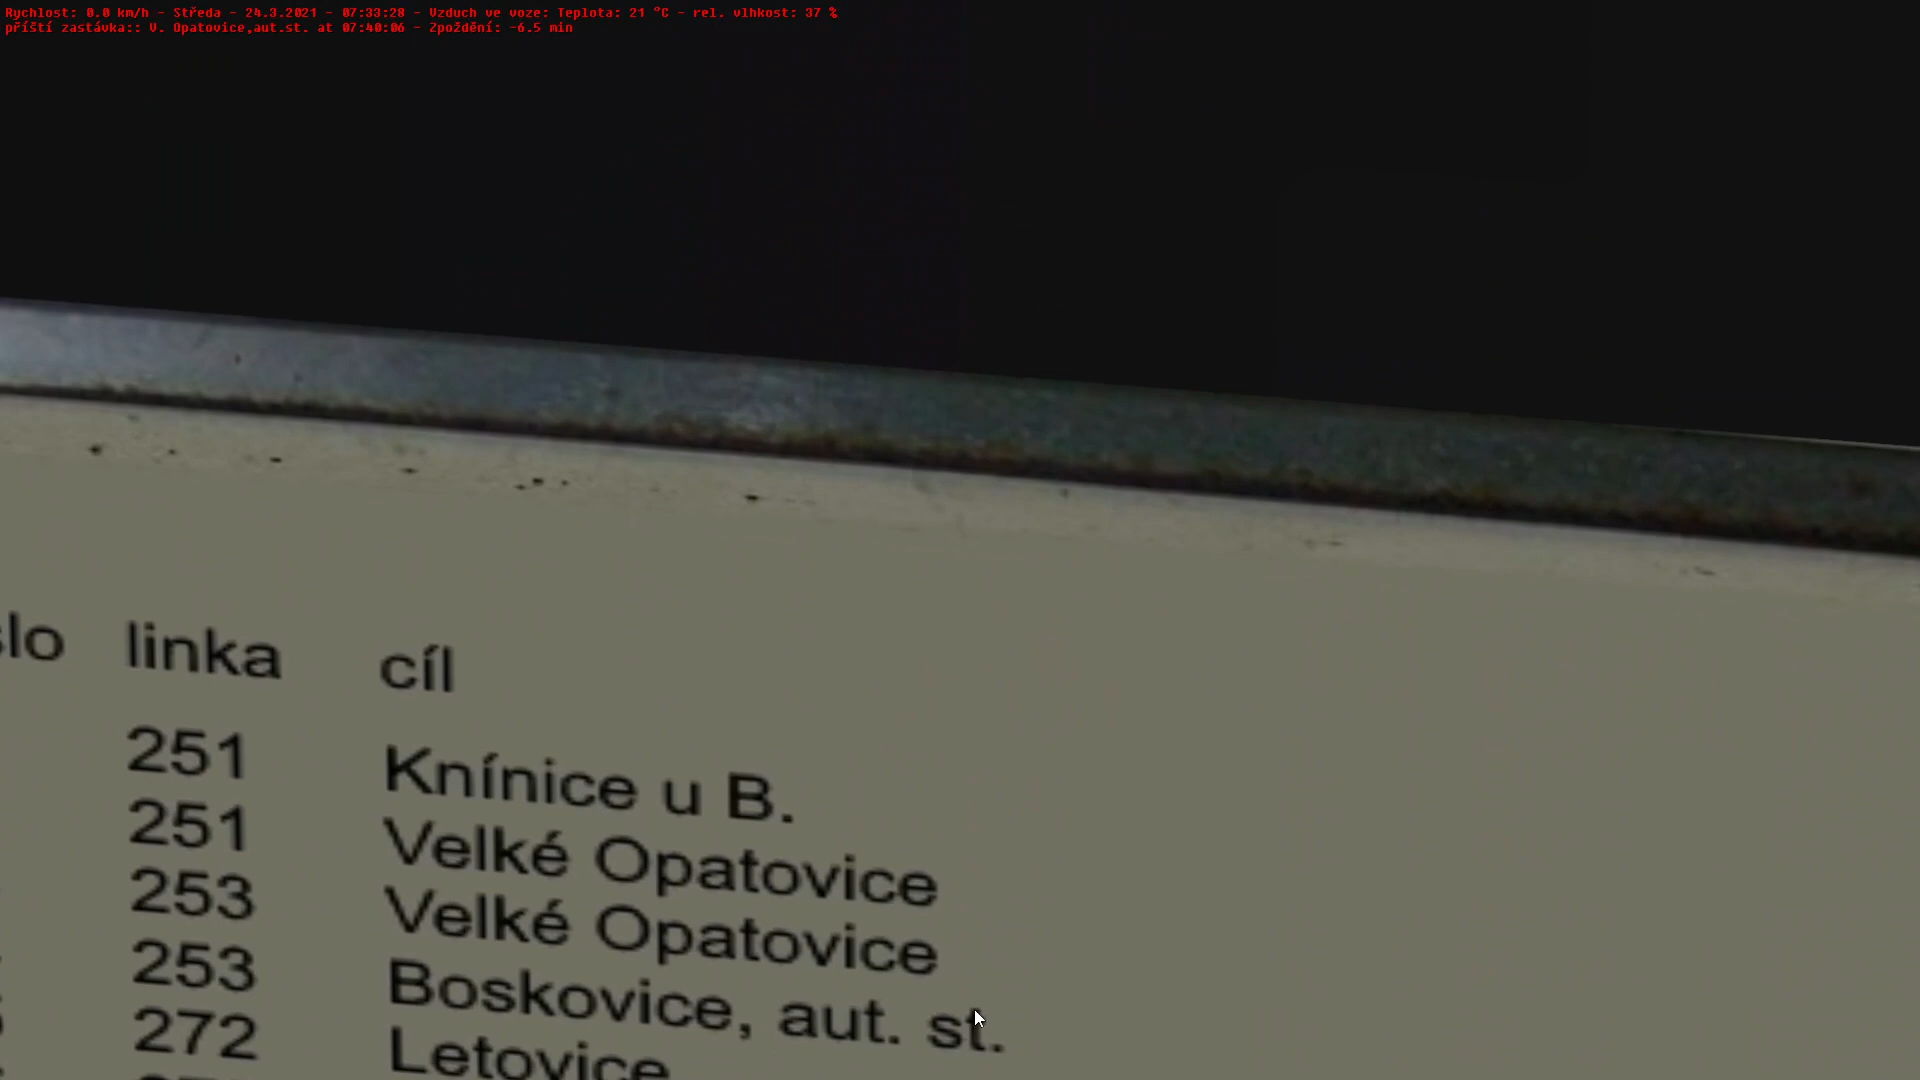 Rychlost: 0.0 km/h - Středa - 24.3.2021 - 07:33:28 - Vzduch ve voze: Teplota: 21 °C - rel. vlhkost: 37 %
příští zastávka:: V. Opatovice,aut.st. at 07:40:06 - Zpoždění: -6.5 min
slo linka cíl
251 Knínice u B.
251 Velké Opatovice
253 Velké Opatovice
253 Boskovice, aut. st.
272 Letovice